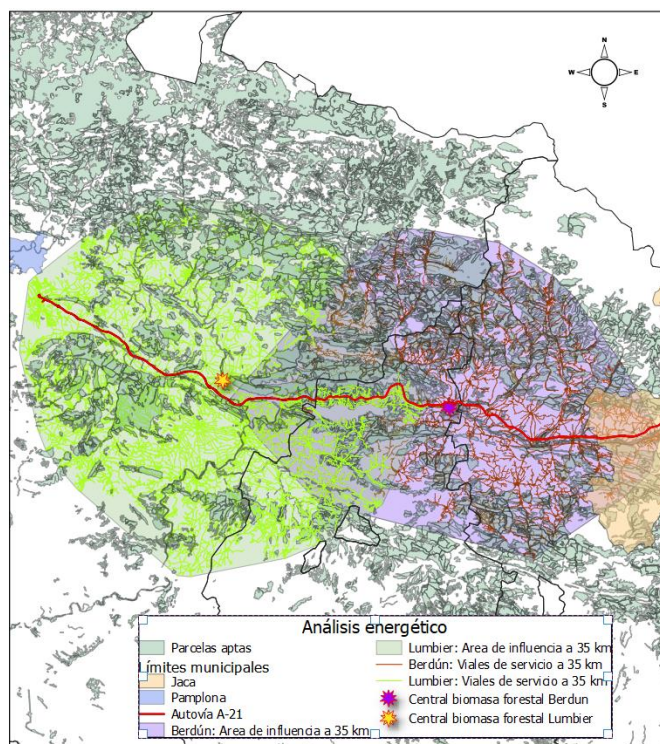 N
W E
S
Análisis energético
Parcelas aptas
Límites municipales
Jaca
Pamplona
Autovía A-21
Berdún: Area de influencia a 35 km
Lumbier: Area de influencia a 35 km
Berdún: Viales de servicio a 35 km
Lumbier: Viales de servicio a 35 km
Central biomasa forestal Berdun
Central biomasa forestal Lumbier